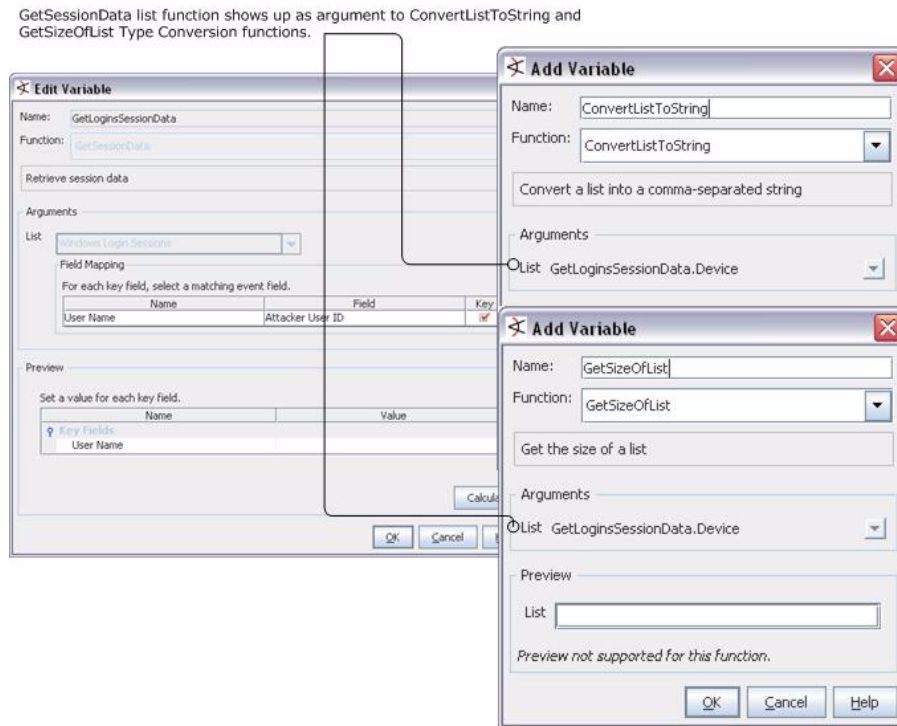 GetSessionData list function shows up as argument to ConvertListToString and
GetSizeOfList Type Conversion functions.
Edit Variable
Name: GetLoginsSessionData
Function: GetSessionData
Retrieve session data
Arguments
List Windows Login Sessions
Field Mapping
For each key field, select a matching event field.
Name Field Key
User Name Attacker User ID
Preview
Set a value for each key field.
Name Value
Key Fields
User Name
Calcula
OK Cancel
Add Variable
Name: ConvertListToString
Function: ConvertListToString
Convert a list into a comma-separated string
Arguments
List GetLoginsSessionData.Device
Add Variable
Name: GetSizeOfList
Function: GetSizeOfList
Get the size of a list
Arguments
List GetLoginsSessionData.Device
Preview
List
Preview not supported for this function.
OK Cancel Help